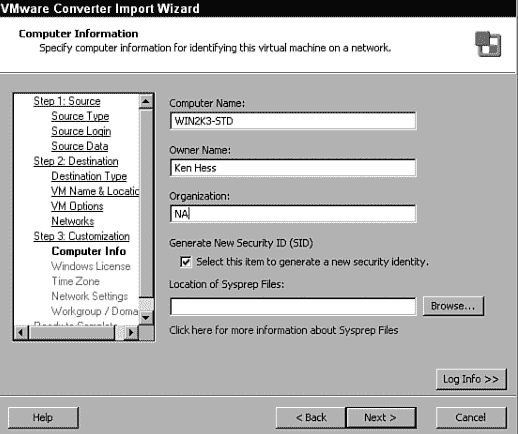 VMware Converter Import Wizard
Computer Information
Specify computer information for identifying this virtual machine on a network.
Step 1: Source
Source Type
Source Login
Source Data
Step 2: Destination
Destination Type
VM Name & Locatic
VM Options
Networks
Step 3: Customization
Computer Info
Windows License
Time Zone
Network Settings
Workgroup / Doma
Ready to Complete
Computer Name:
WIN2K3-STD
Owner Name:
Ken Hess
Organization:
NA
Generate New Security ID (SID)
Select this item to generate a new security identity.
Location of Sysprep Files:
Browse...
Click here for more information about Sysprep Files
Log Info >>
Help
< Back
Next >
Cancel